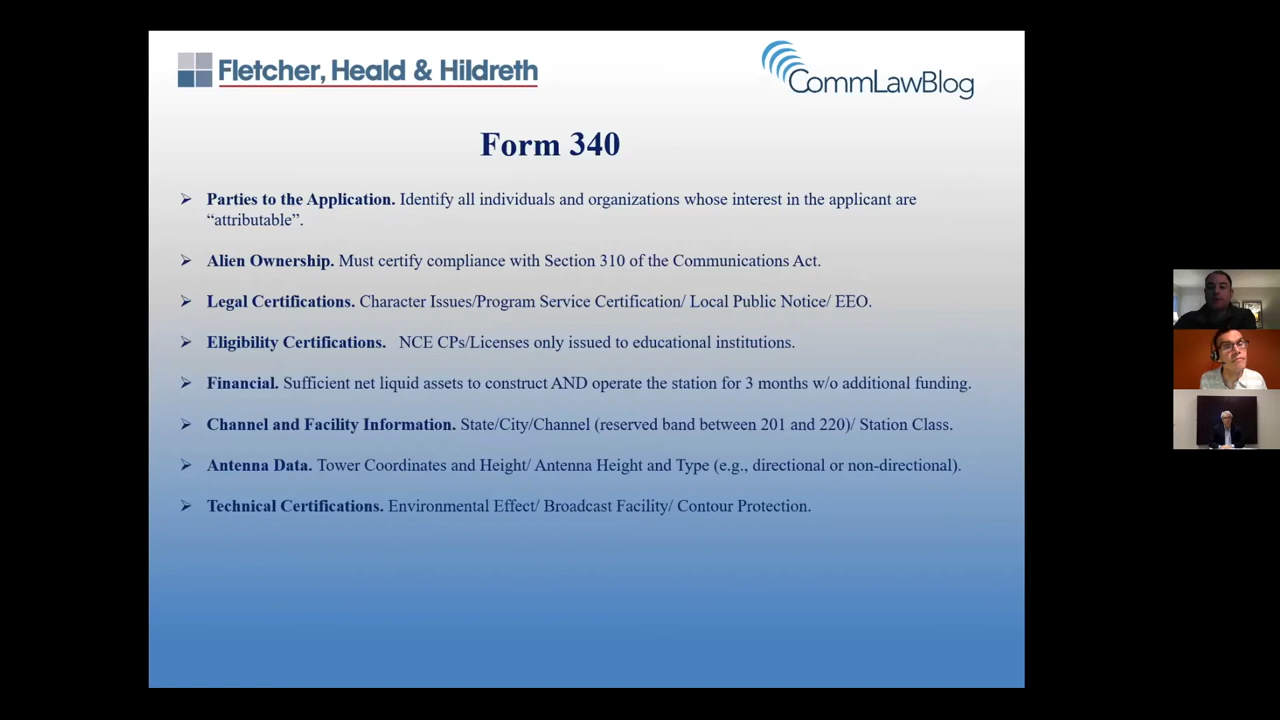 Fletcher, Heald & Hildreth
CommLawBlog
Form 340
➢ Parties to the Application. Identify all individuals and organizations whose interest in the applicant are
“attributable”.
➢ Alien Ownership. Must certify compliance with Section 310 of the Communications Act.
➢ Legal Certifications. Character Issues/Program Service Certification/ Local Public Notice/ EEO.
➢ Eligibility Certifications. NCE CPs/Licenses only issued to educational institutions.
➢ Financial. Sufficient net liquid assets to construct AND operate the station for 3 months w/o additional funding.
➢ Channel and Facility Information. State/City/Channel (reserved band between 201 and 220)/ Station Class.
➢ Antenna Data. Tower Coordinates and Height/ Antenna Height and Type (e.g., directional or non-directional).
➢ Technical Certifications. Environmental Effect/ Broadcast Facility/ Contour Protection.